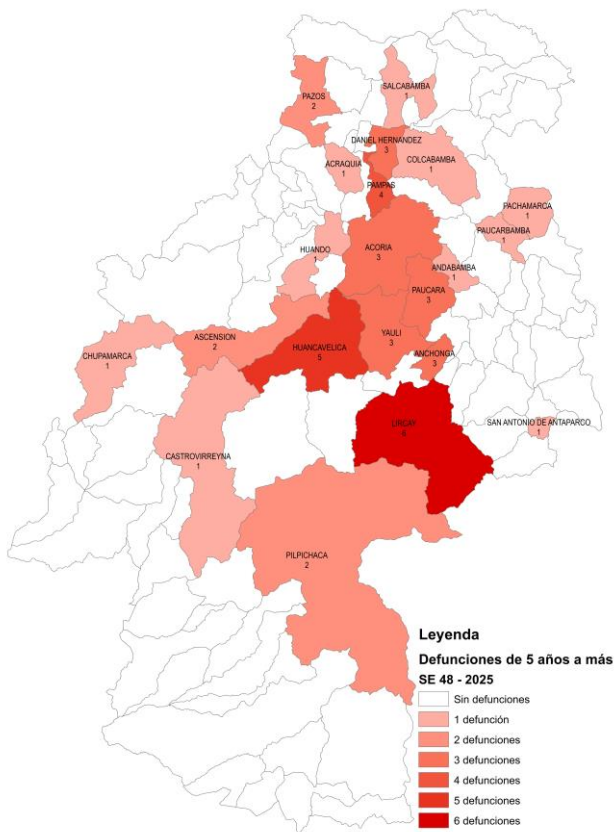 SALCABAMBA
1
PAZOS
2
DANIEL HERNANDEZ
3
COLCABAMBA
1
ACRAQUIA
1
PAMPAS
4
PACHAMARCA
1
PAUCARBAMBA
1
HUANDO
1
ACORIA
3
ANDABAMBA
1
PAUCARA
3
ASCENSION
2
YAULI
3
HUANCAVELICA
5
CHUPAMARCA
1
ANCHONGA
3
LIRCAY
6
SAN ANTONIO DE ANTAPARCO
1
CASTROVIRREYNA
1
PILPICHACA
2
Leyenda
Defunciones de 5 años a más
SE 48 - 2025
Sin defunciones
1 defunción
2 defunciones
3 defunciones
4 defunciones
5 defunciones
6 defunciones